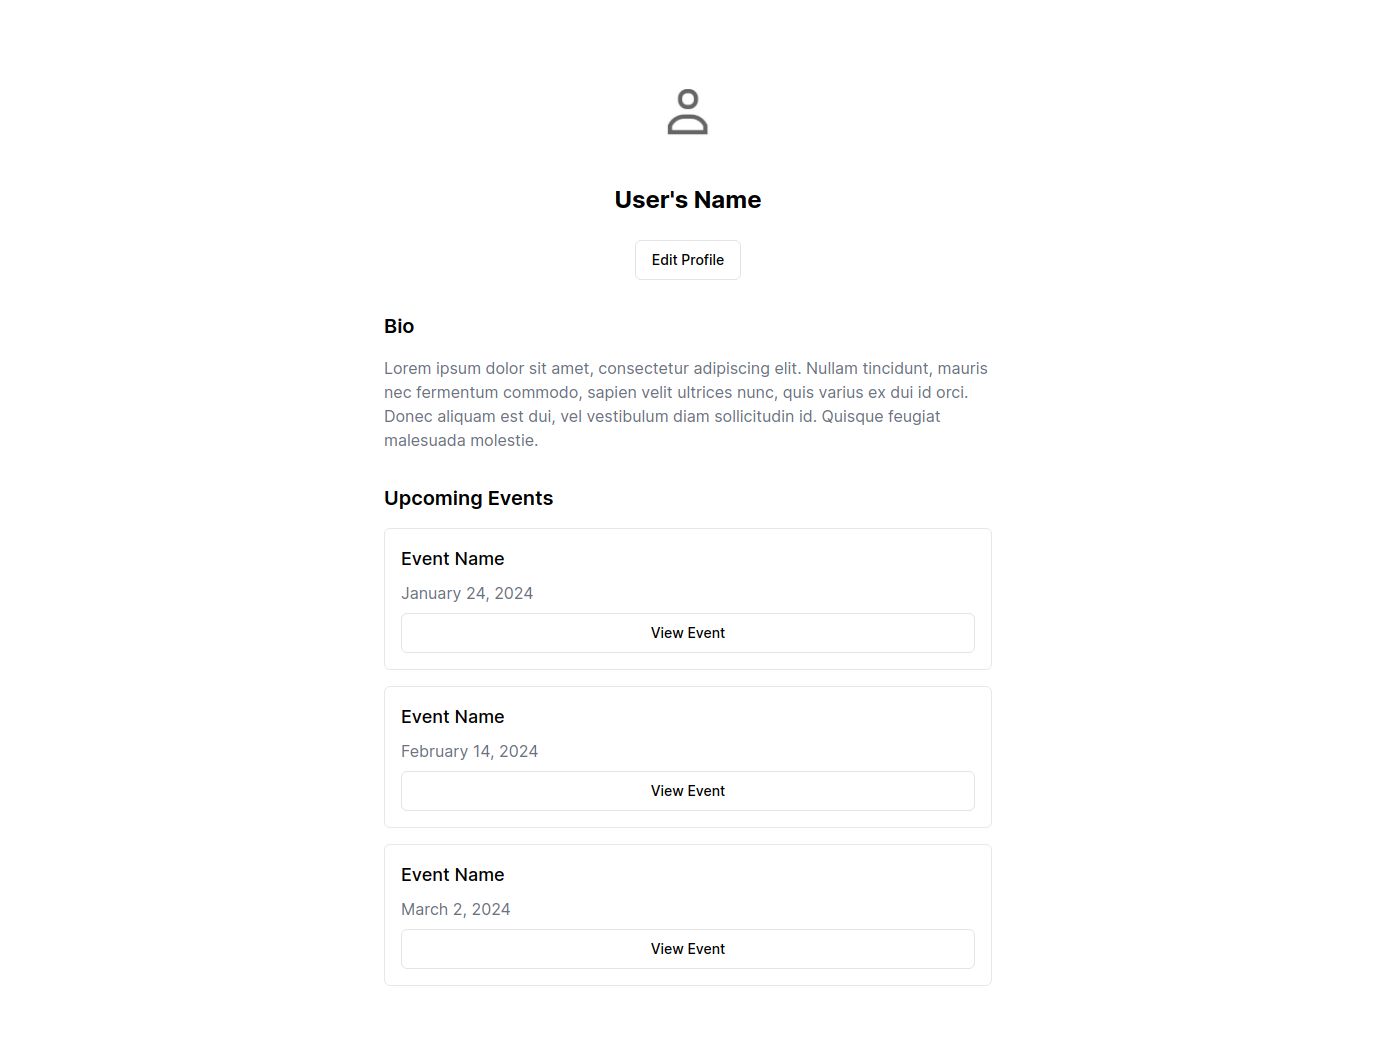 User's Name
Edit Profile
Bio
Lorem ipsum dolor sit amet, consectetur adipiscing elit. Nullam tincidunt, mauris
nec fermentum commodo, sapien velit ultrices nunc, quis varius ex dui id orci.
Donec aliquam est dui, vel vestibulum diam sollicitudin id. Quisque feugiat
malesuada molestie.
Upcoming Events
Event Name
January 24, 2024
View Event
Event Name
February 14, 2024
View Event
Event Name
March 2, 2024
View Event